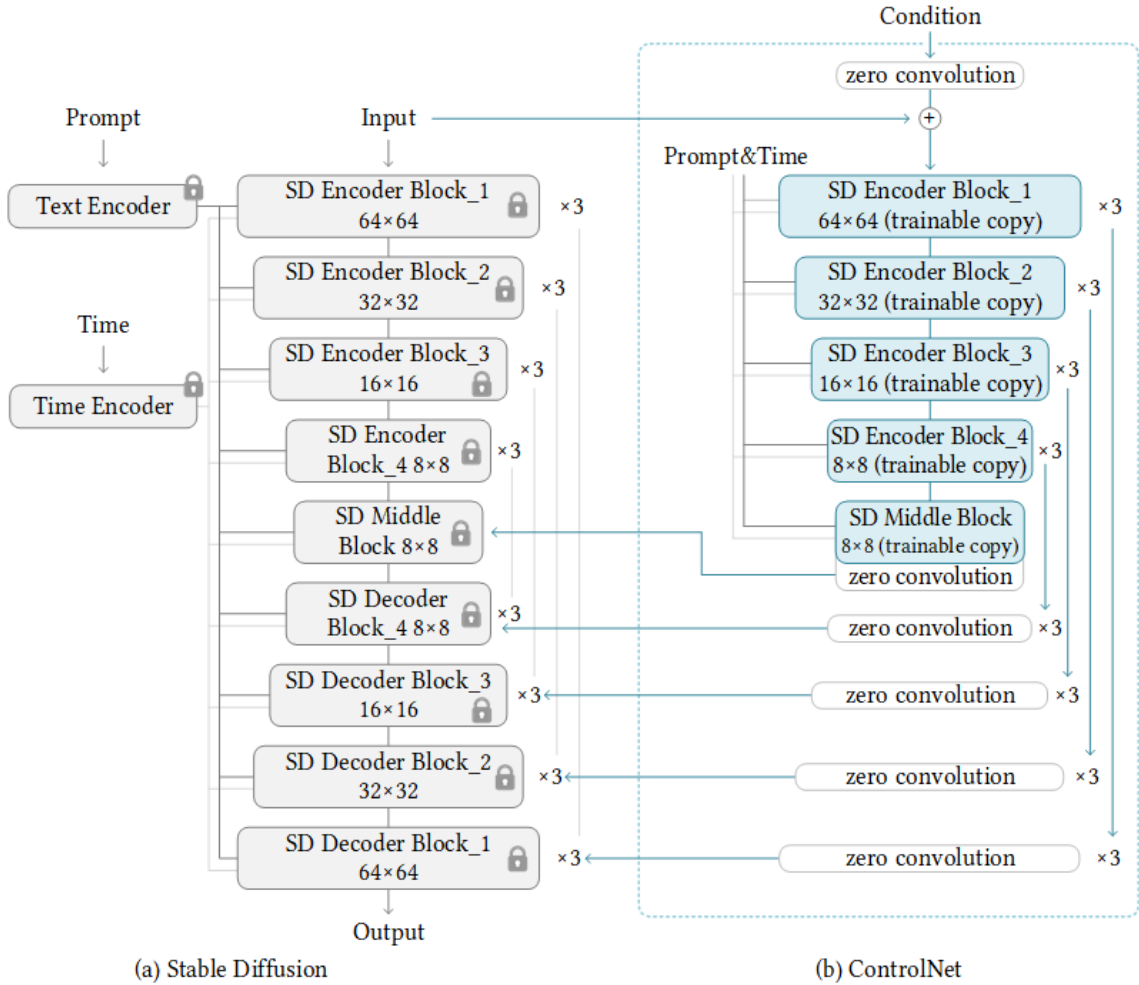 Condition
zero convolution
Prompt
Input
+
Prompt&Time
Text Encoder
SD Encoder Block_1
64×64
×3
SD Encoder Block_2
32×32
×3
Time
SD Encoder Block_3
16×16
×3
Time Encoder
SD Encoder
Block_4 8×8
×3
SD Middle
Block 8×8
SD Decoder
Block_4 8×8
×3
SD Decoder Block_3
16×16
×3
SD Decoder Block_2
32×32
×3
SD Decoder Block_1
64×64
×3
Output
(a) Stable Diffusion
SD Encoder Block_1
64×64 (trainable copy)
×3
SD Encoder Block_2
32×32 (trainable copy)
×3
SD Encoder Block_3
16×16 (trainable copy)
×3
SD Encoder Block_4
8×8 (trainable copy)
×3
SD Middle Block
8×8 (trainable copy)
zero convolution
zero convolution
×3
zero convolution
×3
zero convolution
×3
zero convolution
×3
(b) ControlNet